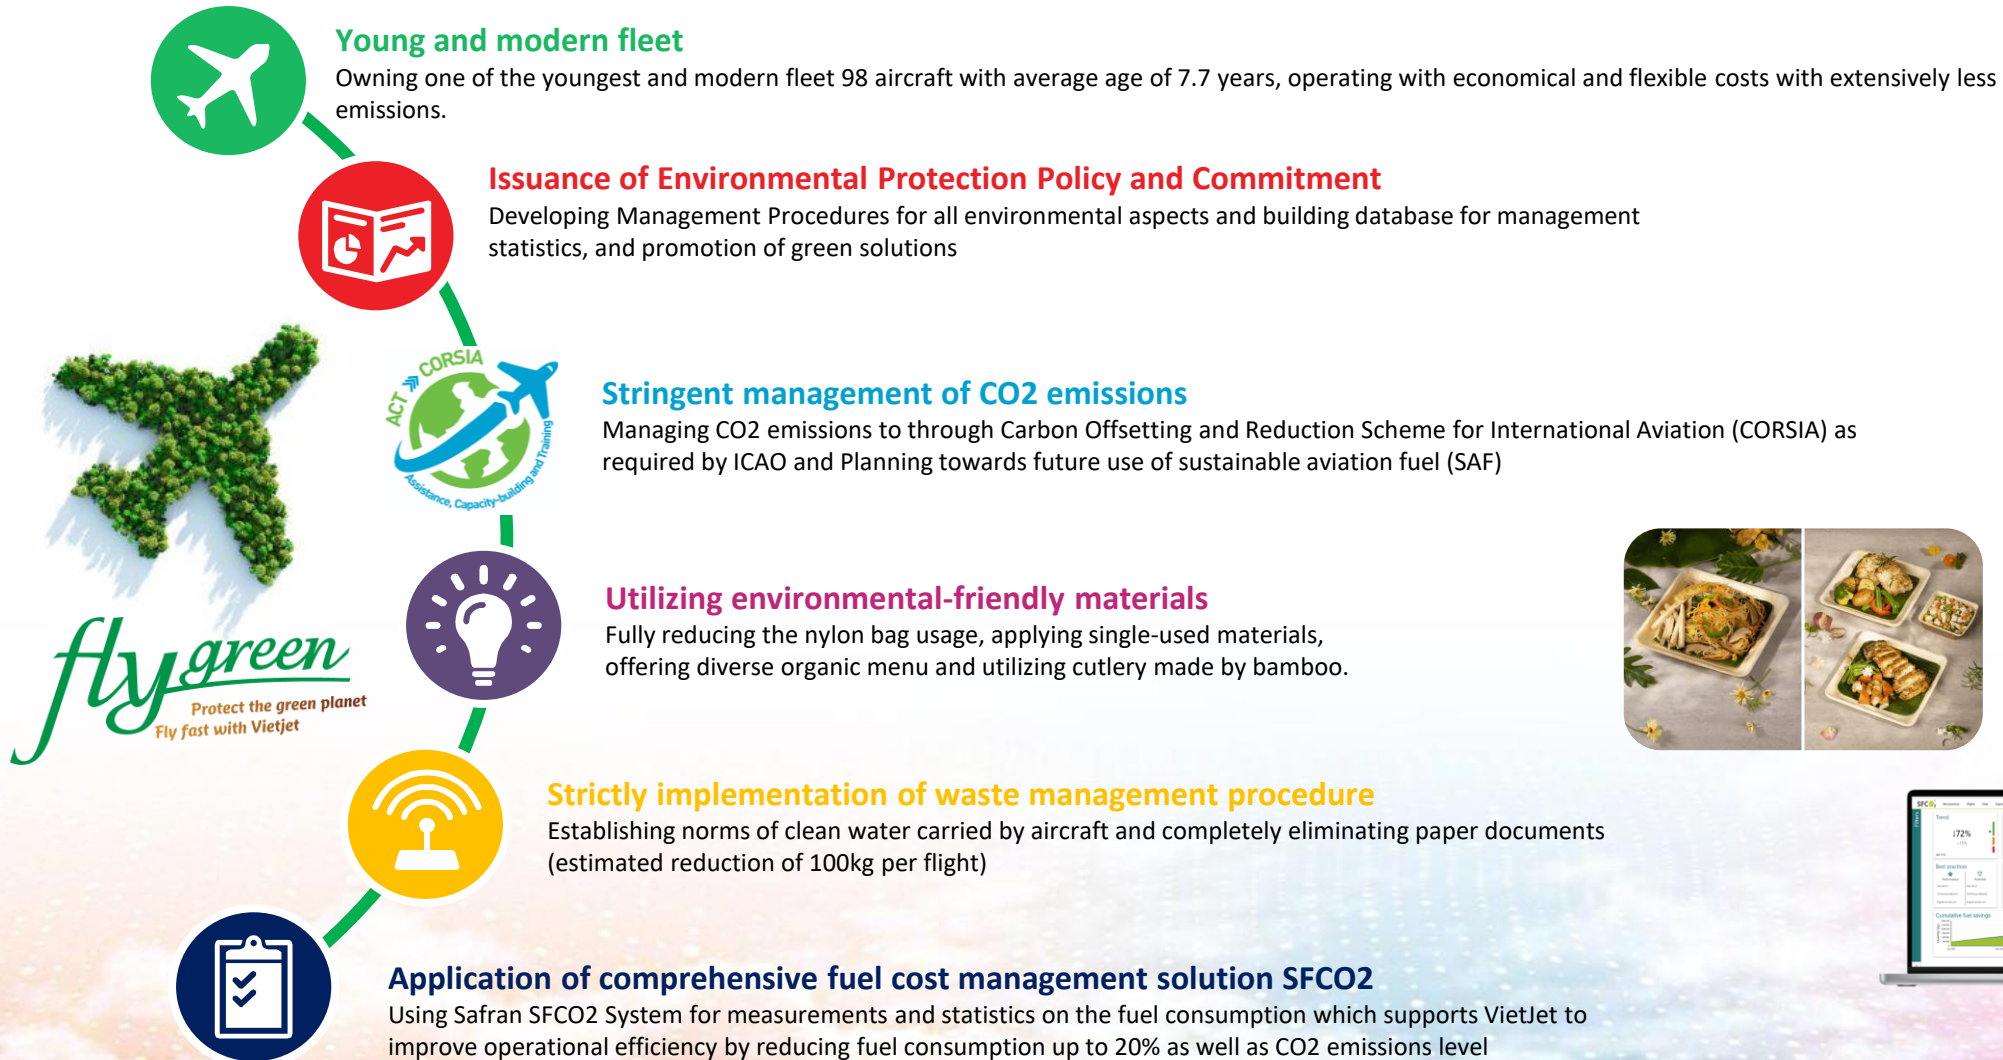 Young and modern fleet
Owning one of the youngest and modern fleet 98 aircraft with average age of 7.7 years, operating with economical and flexible costs with extensively less
emissions.
Issuance of Environmental Protection Policy and Commitment
Developing Management Procedures for all environmental aspects and building database for management
statistics, and promotion of green solutions
ACT CORSIA
Assistance, Capacity-building and Training
Stringent management of CO2 emissions
Managing CO2 emissions to through Carbon Offsetting and Reduction Scheme for International Aviation (CORSIA) as
required by ICAO and Planning towards future use of sustainable aviation fuel (SAF)
fly green
Protect the green planet
Fly fast with Vietjet
Utilizing environmental-friendly materials
Fully reducing the nylon bag usage, applying single-used materials,
offering diverse organic menu and utilizing cutlery made by bamboo.
Strictly implementation of waste management procedure
Establishing norms of clean water carried by aircraft and completely eliminating paper documents
(estimated reduction of 100kg per flight)
SFCO2
Trend
↓72%
Best practices
Cumulative fuel savings
Application of comprehensive fuel cost management solution SFCO2
Using Safran SFCO2 System for measurements and statistics on the fuel consumption which supports VietJet to
improve operational efficiency by reducing fuel consumption up to 20% as well as CO2 emissions level